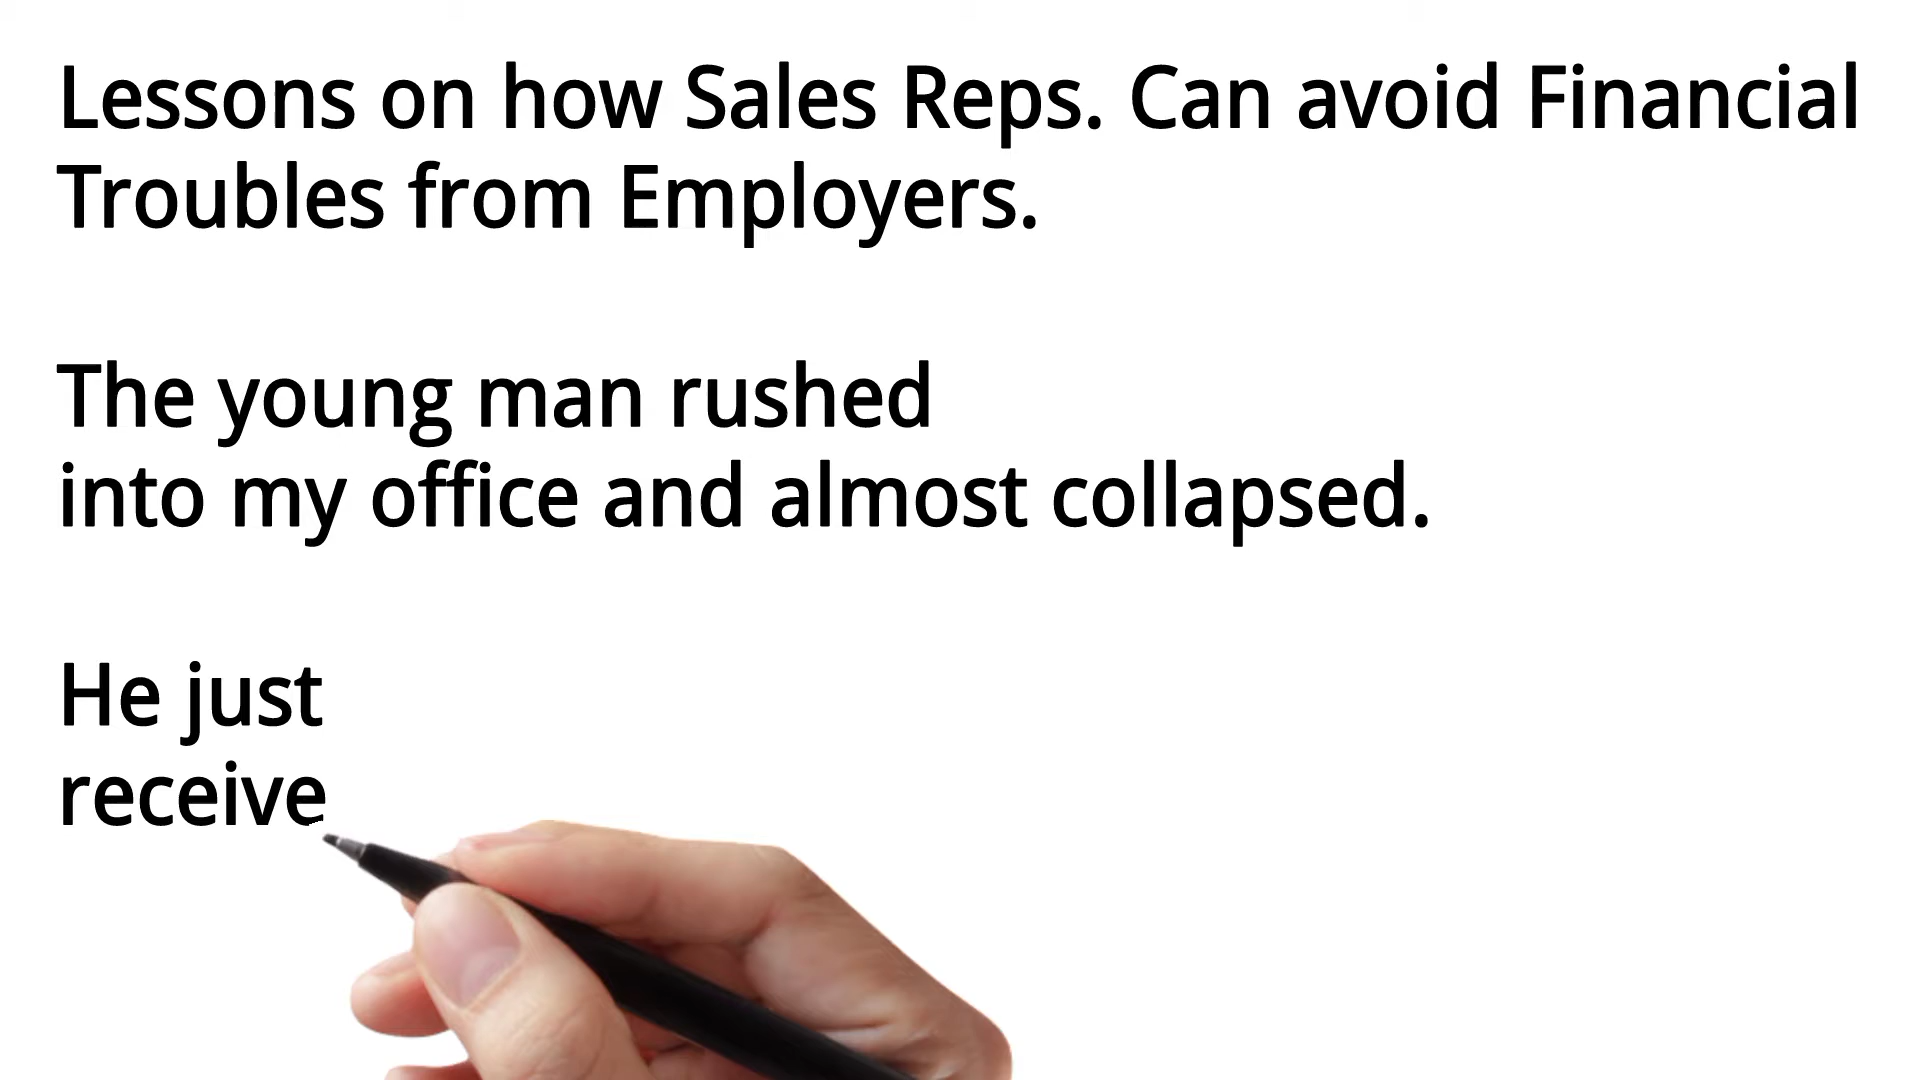 Lessons on how Sales Reps. Can avoid Financial
Troubles from Employers.
The young man rushed
into my office and almost collapsed.
He just
receive